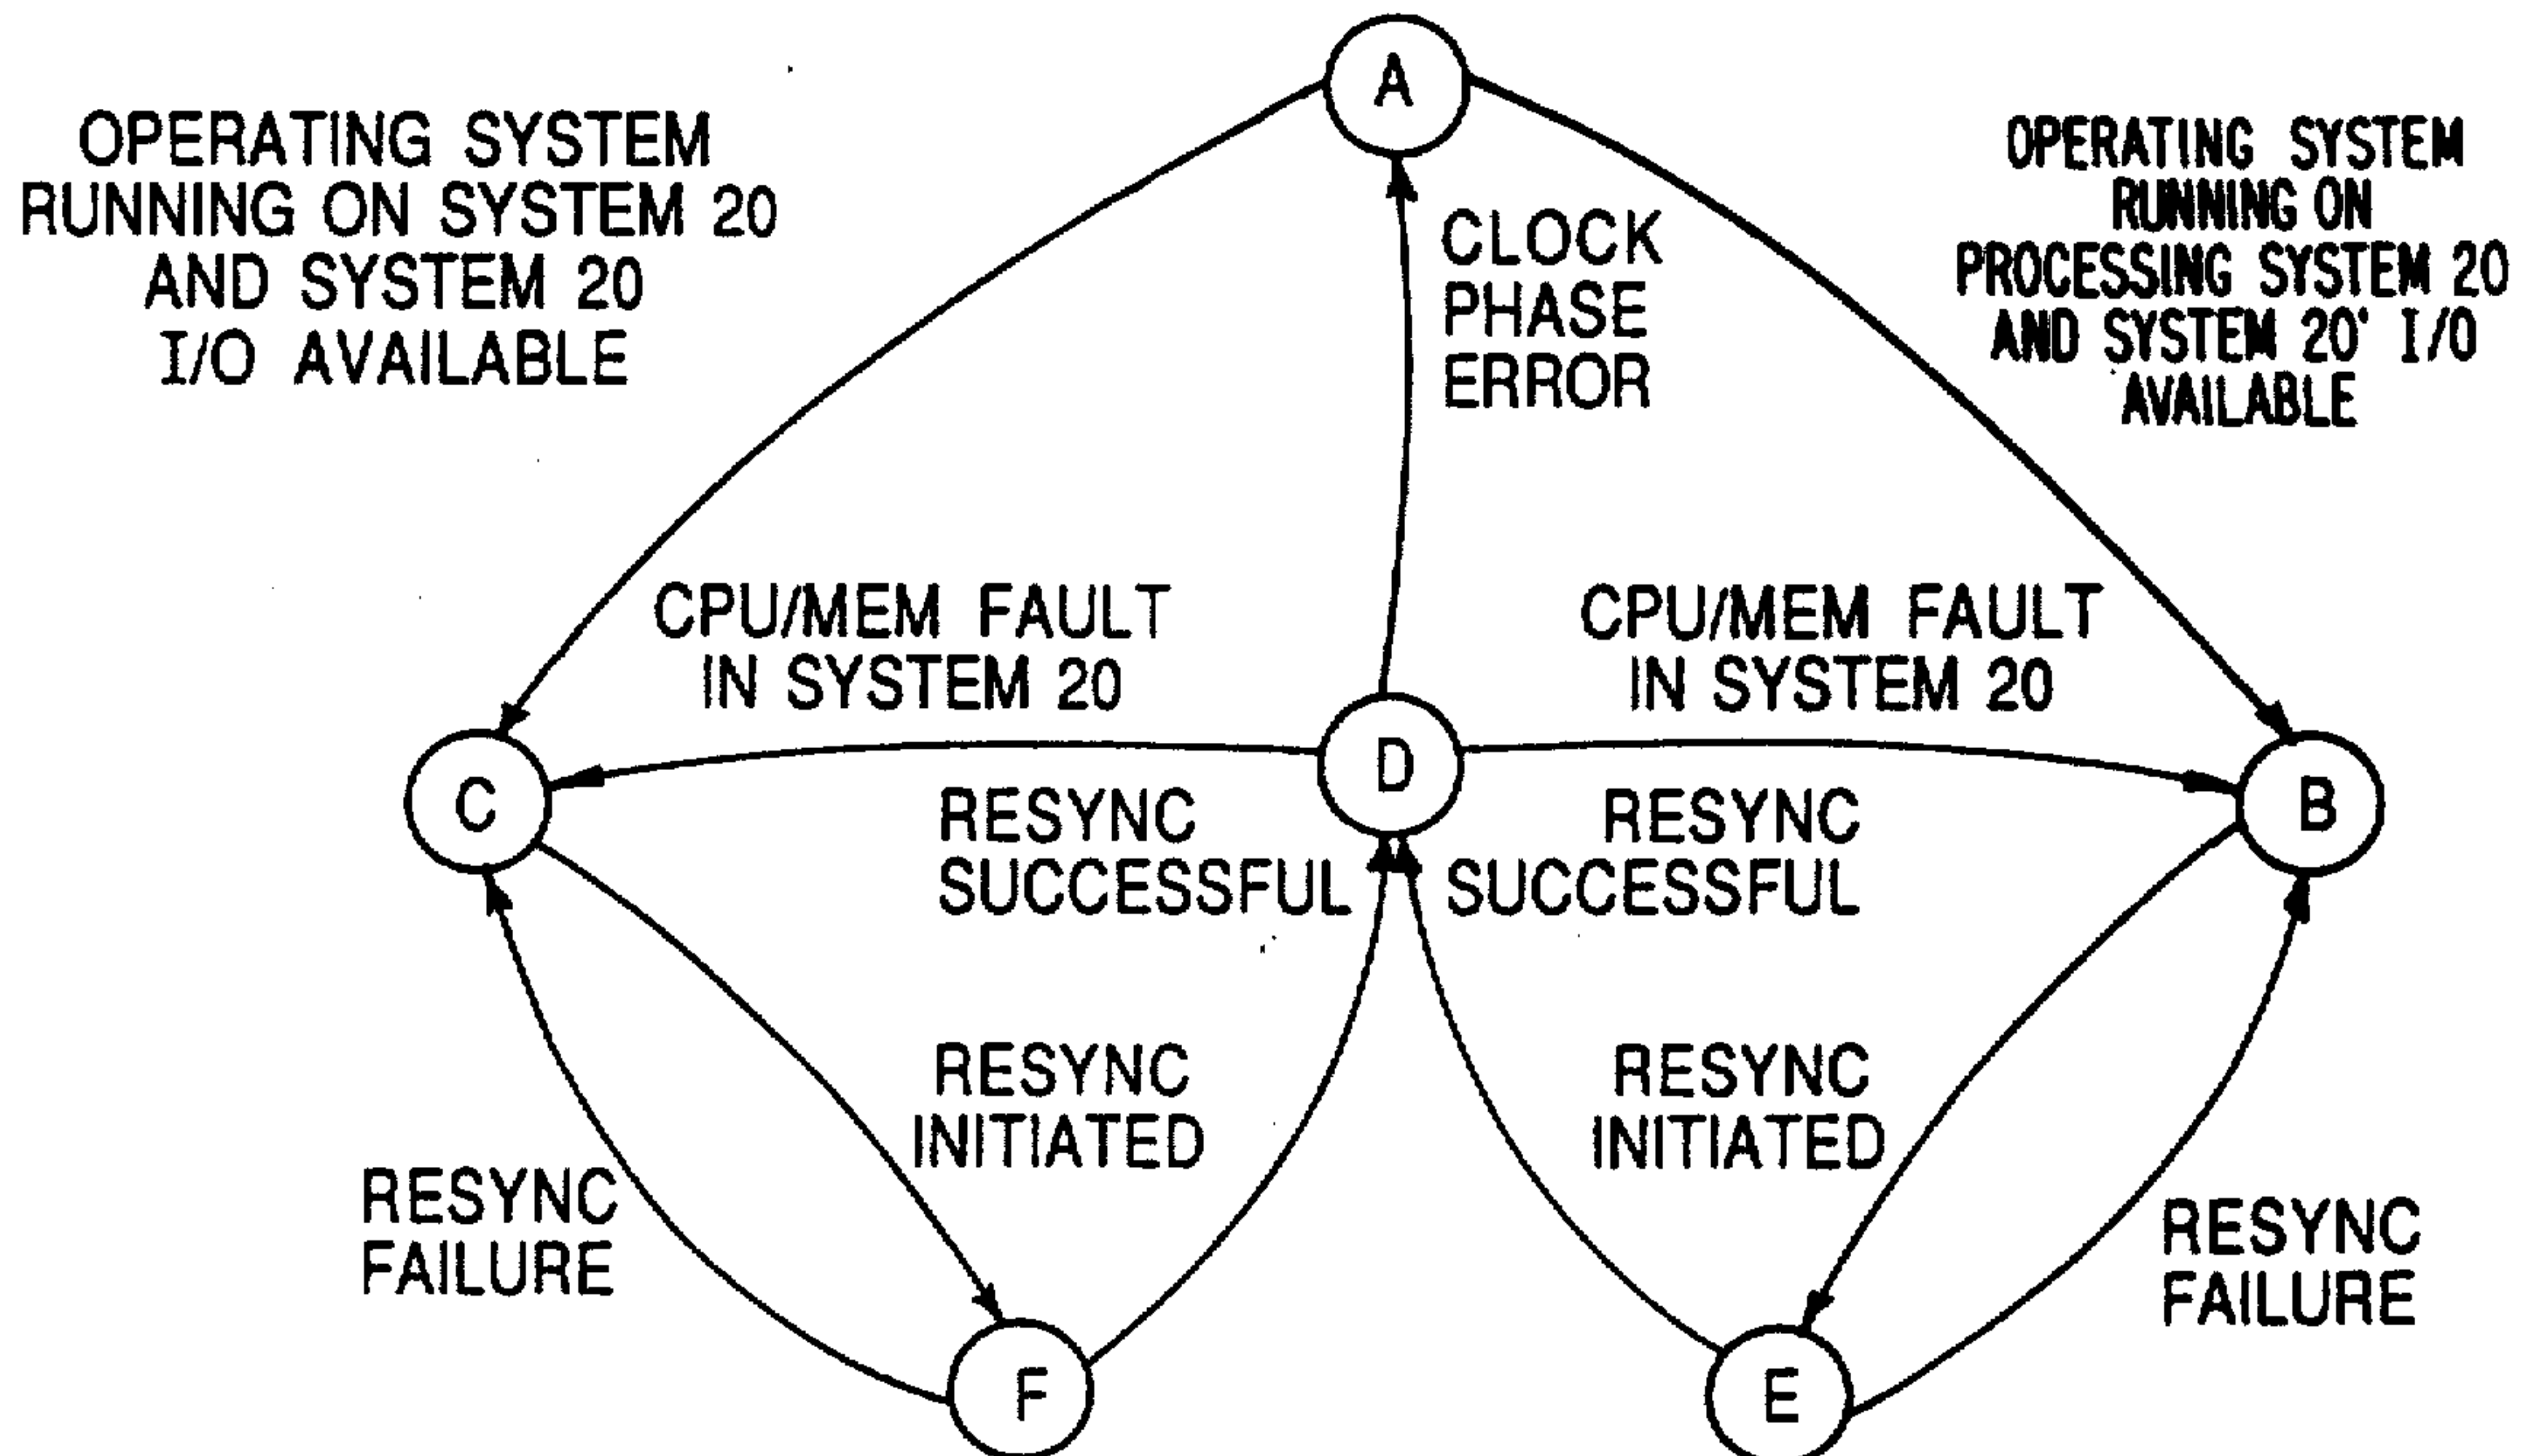 A
OPERATING SYSTEM
RUNNING ON SYSTEM 20
AND SYSTEM 20
I/O AVAILABLE
CLOCK
PHASE
ERROR
OPERATING SYSTEM
RUNNING ON
PROCESSING SYSTEM 20
AND SYSTEM 20' I/O
AVAILABLE
CPU/MEM FAULT
IN SYSTEM 20
CPU/MEM FAULT
IN SYSTEM 20
C
D
B
RESYNC
SUCCESSFUL
RESYNC
SUCCESSFUL
RESYNC
INITIATED
RESYNC
INITIATED
RESYNC
FAILURE
RESYNC
FAILURE
F
E